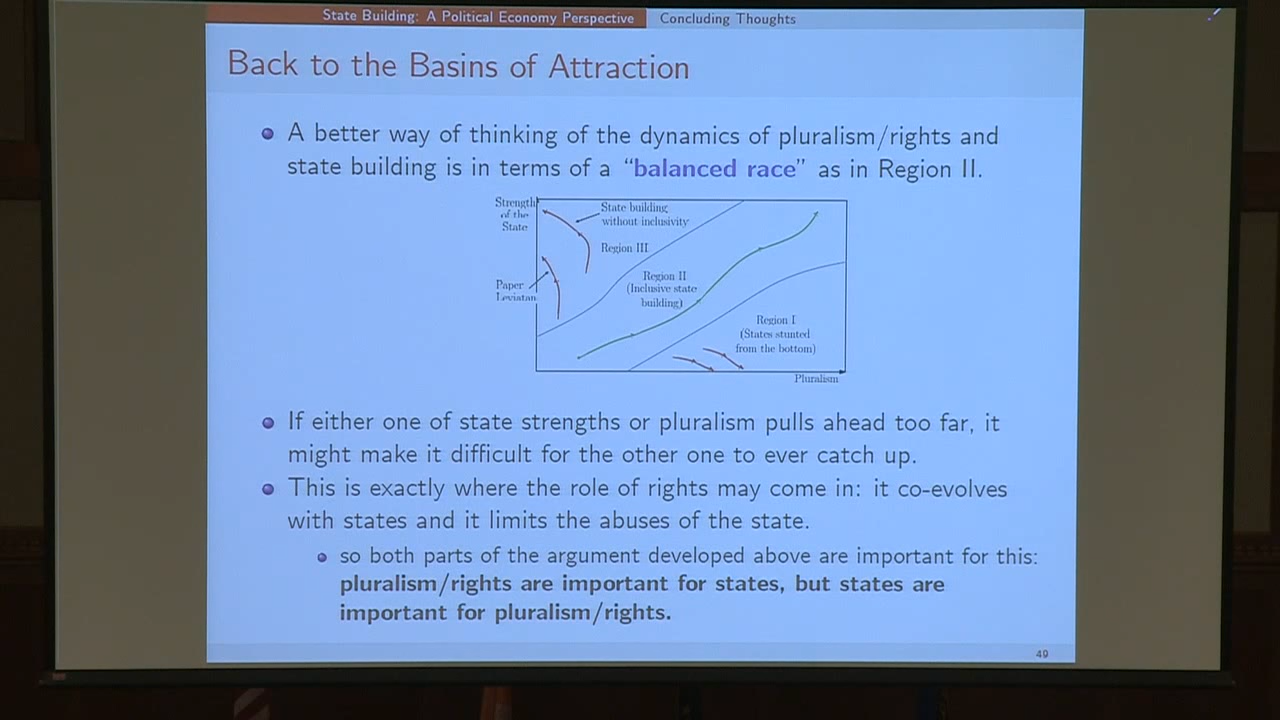 State Building: A Political Economy Perspective
Concluding Thoughts
Back to the Basins of Attraction
A better way of thinking of the dynamics of pluralism/rights and
state building is in terms of a “balanced race” as in Region II.
Strength
of the
State
State building
without inclusivity
Region III
Region II
(Inclusive state
building)
Paper
Leviatan
Region I
(States stunted
from the bottom)
Pluralism
If either one of state strengths or pluralism pulls ahead too far, it
might make it difficult for the other one to ever catch up.
This is exactly where the role of rights may come in: it co-evolves
with states and it limits the abuses of the state.
so both parts of the argument developed above are important for this:
pluralism/rights are important for states, but states are
important for pluralism/rights.
49